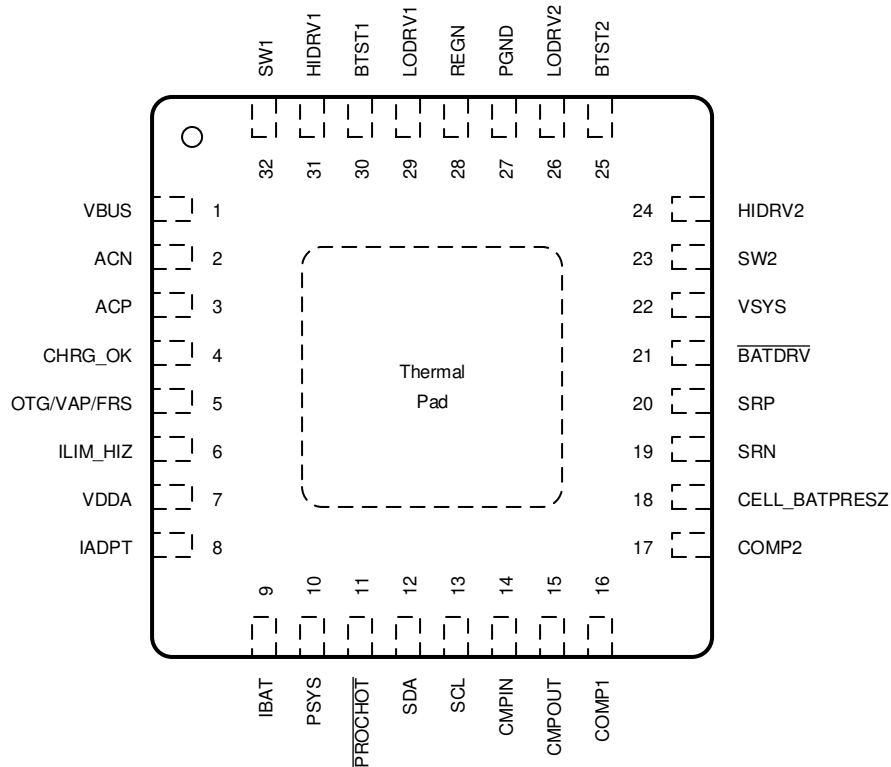 SW1
HIDRV1
BTST1
LODRV1
REGN
PGND
LODRV2
BTST2
32
31
30
29
28
27
26
25
VBUS 1
ACN 2
ACP 3
CHRG_OK 4
OTG/VAP/FRS 5
ILIM_HIZ 6
VDDA 7
IADPT 8
24 HIDRV2
23 SW2
22 VSYS
21 BATDRV
20 SRP
19 SRN
18 CELL_BATPRESZ
17 COMP2
Thermal
Pad
9
10
11
12
13
14
15
16
IBAT
PSYS
PROCHOT
SDA
SCL
CMPIN
CMPOUT
COMP1